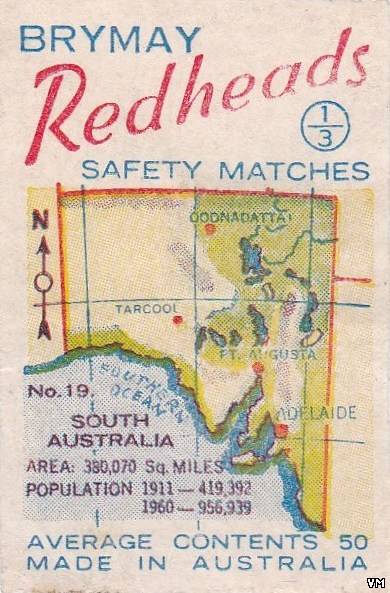 BRYMAY
Redheads
1/3
SAFETY MATCHES
OODNADATTA
N
TARCOOL
FT. AUGUSTA
No. 19.
SOUTHERN
OCEAN
SOUTH
AUSTRALIA
ADELAIDE
AREA: 380,070 Sq. MILES
POPULATION 1911 — 419,392
1960 — 956,939
AVERAGE CONTENTS 50
MADE IN AUSTRALIA
VM